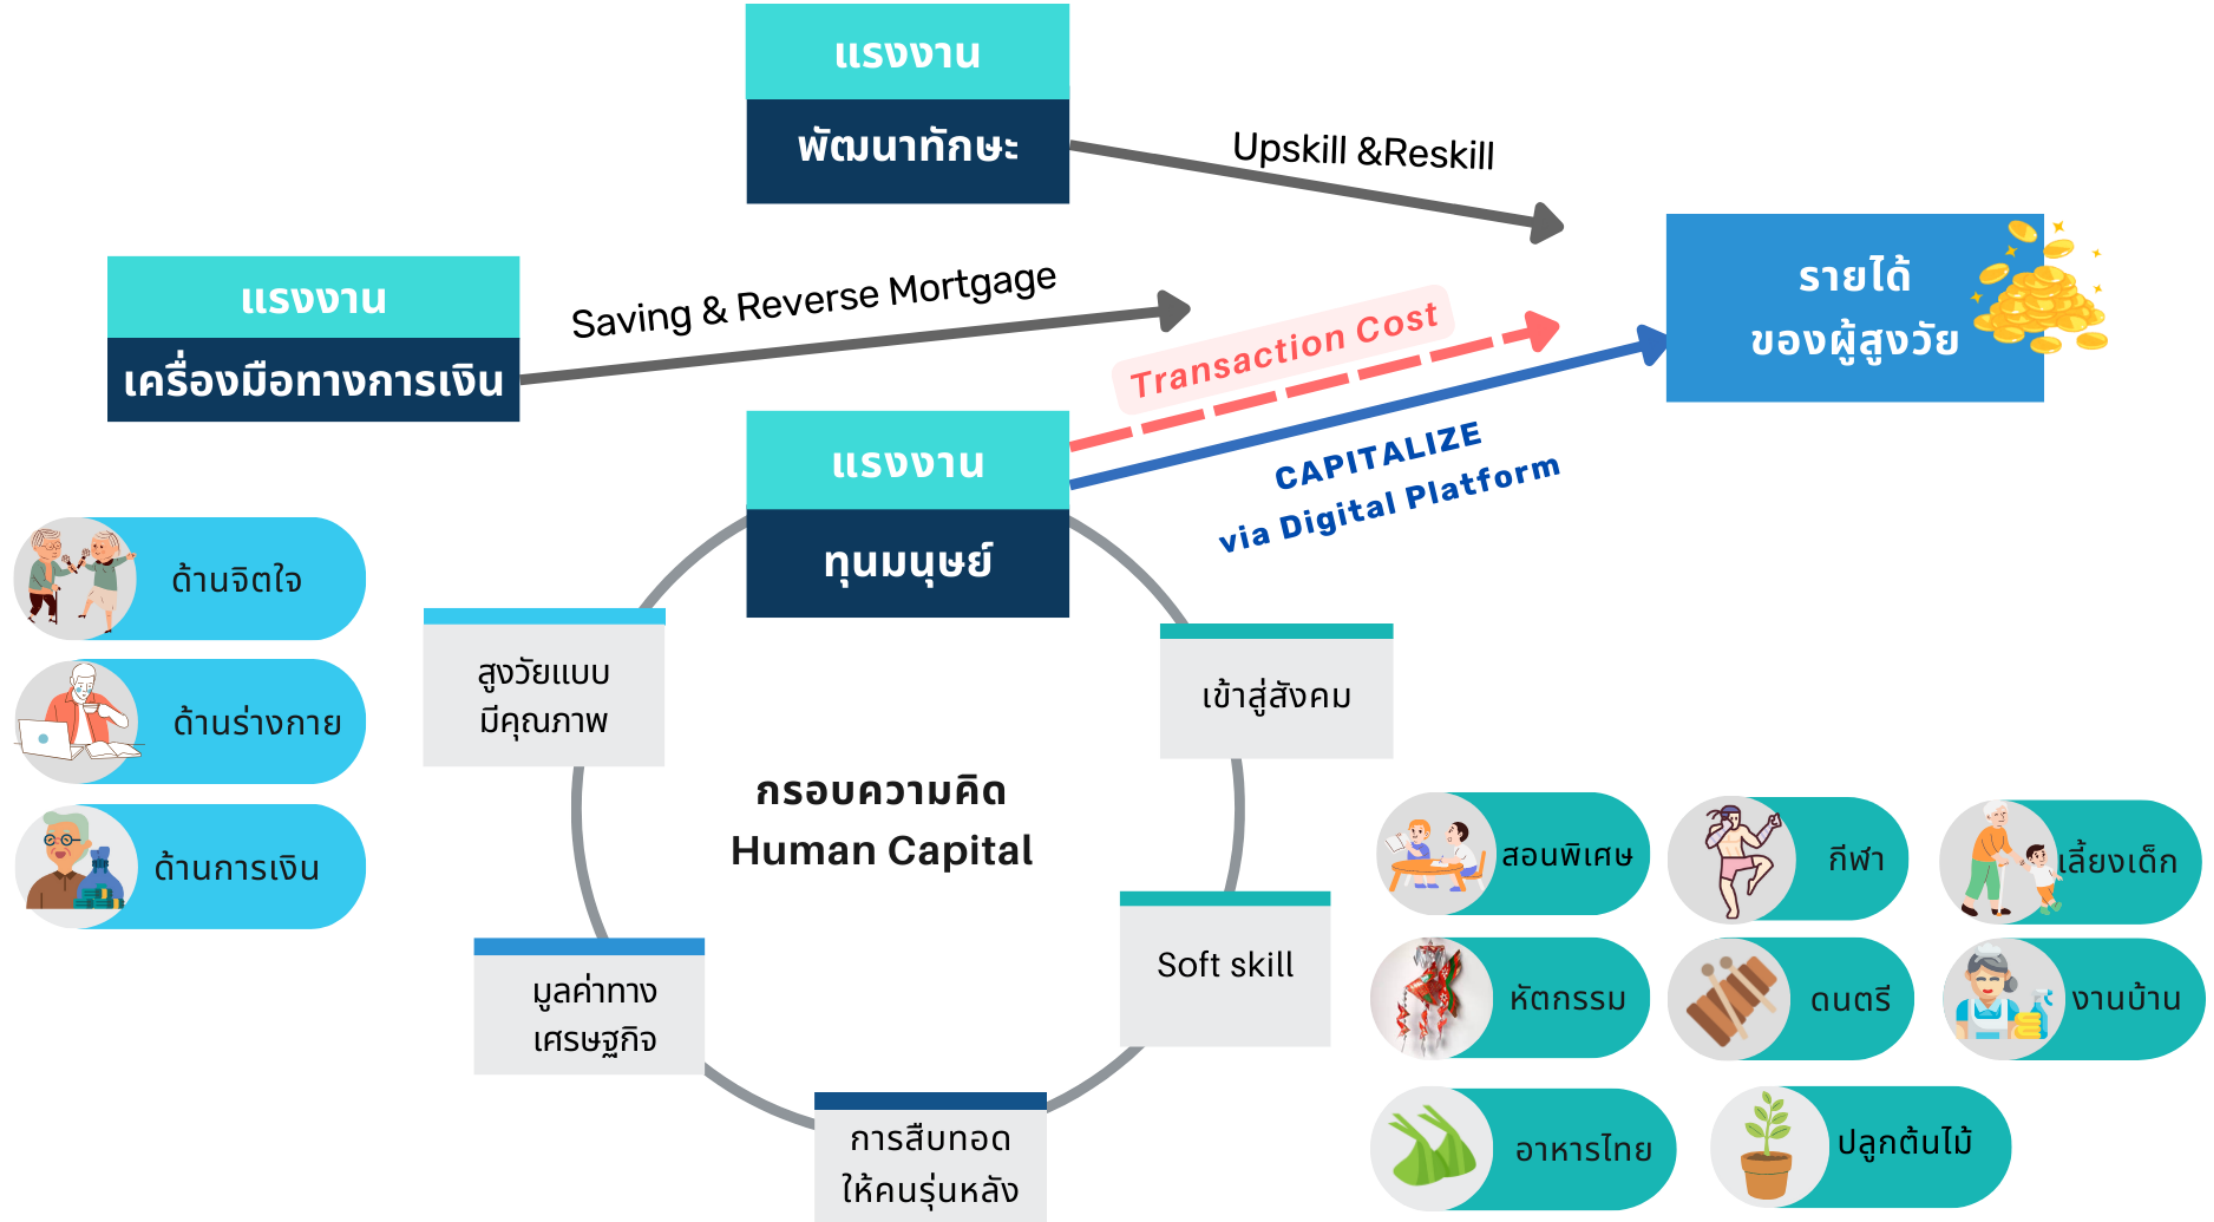 แรงงาน
พัฒนาทักษะ
Upskill &Reskill
แรงงาน
เครื่องมือทางการเงิน
Saving & Reverse Mortgage
รายได้
ของผู้สูงวัย
Transaction Cost
CAPITALIZE
via Digital Platform
แรงงาน
ทุนมนุษย์
ด้านจิตใจ
ด้านร่างกาย
ด้านการเงิน
สูงวัยแบบ
มีคุณภาพ
เข้าสู่สังคม
กรอบความคิด
Human Capital
Soft skill
มูลค่าทาง
เศรษฐกิจ
การสืบทอด
ให้คนรุ่นหลัง
สอนพิเศษ
กีฬา
เลี้ยงเด็ก
หัตกรรม
ดนตรี
งานบ้าน
อาหารไทย
ปลูกต้นไม้